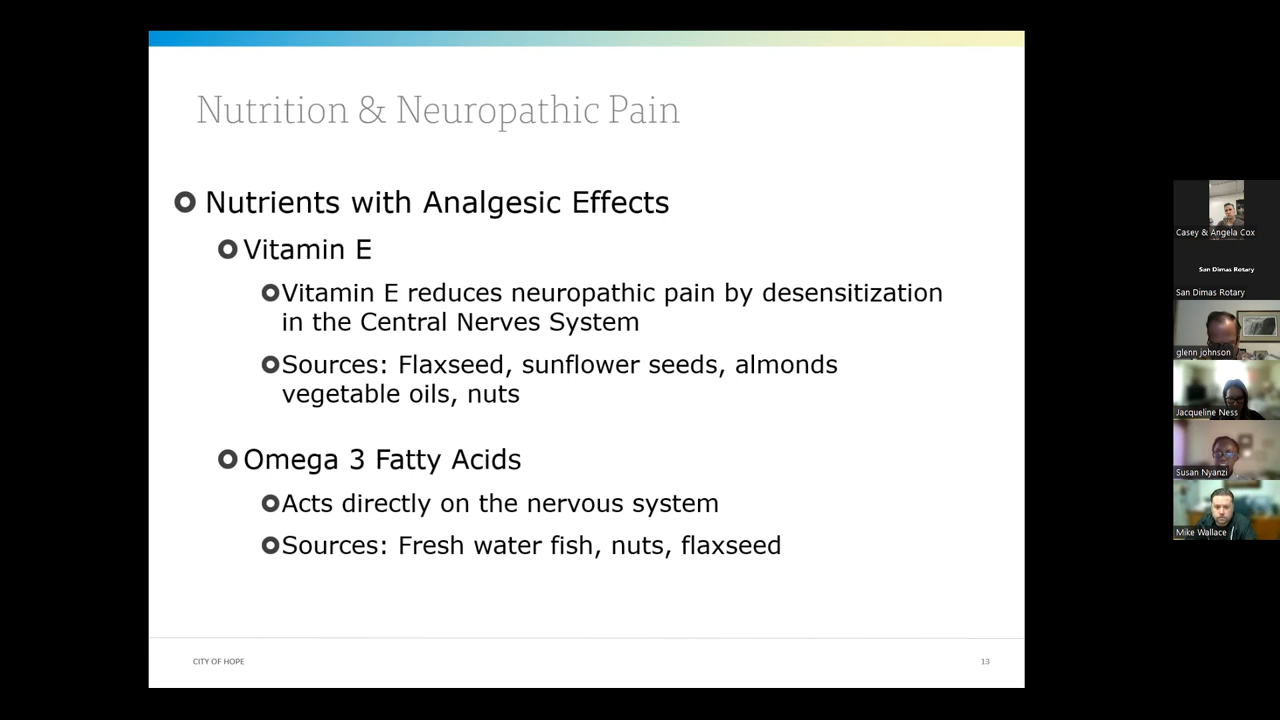 Nutrition & Neuropathic Pain
Nutrients with Analgesic Effects
Vitamin E
Vitamin E reduces neuropathic pain by desensitization
in the Central Nerves System
Sources: Flaxseed, sunflower seeds, almonds
vegetable oils, nuts
Omega 3 Fatty Acids
Acts directly on the nervous system
Sources: Fresh water fish, nuts, flaxseed
CITY OF HOPE
13
Casey & Angela Cox
San Dimas Rotary
San Dimas Rotary
glenn johnson
Jacqueline Ness
Susan Nyanzi
Mike Wallace